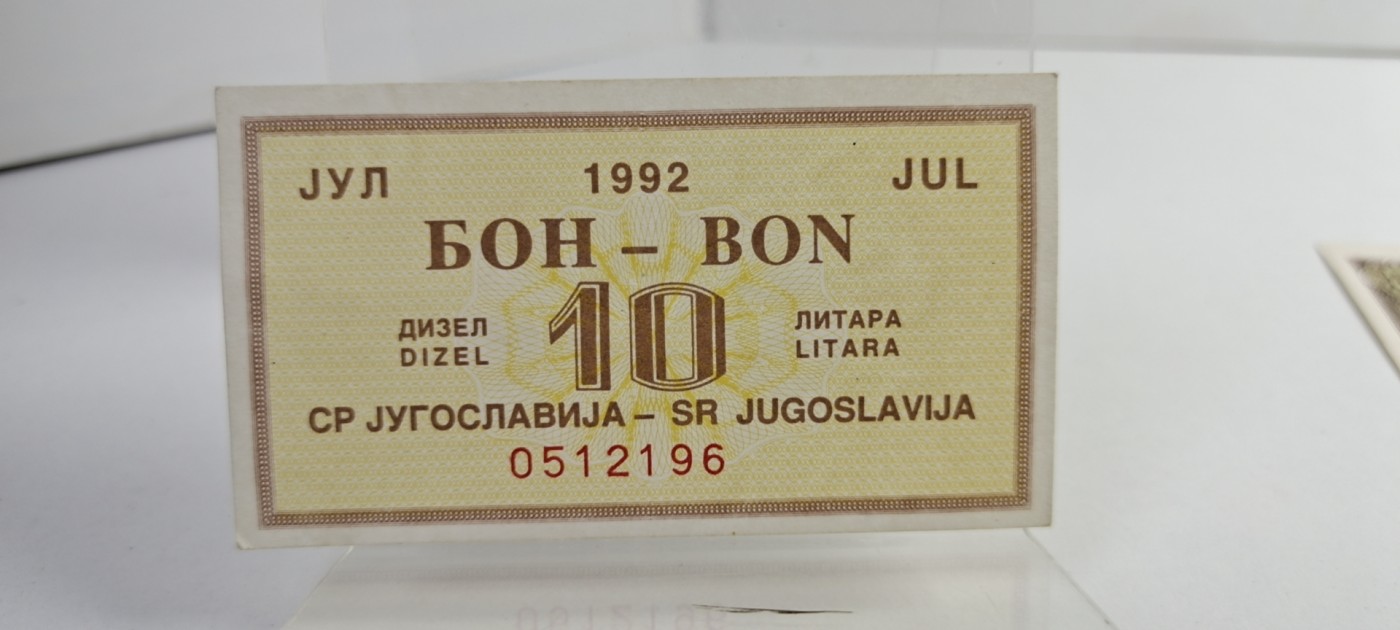 ЈУЛ 1992 JUL
БОН – BON
ДИЗЕЛ 10 ЛИТАРА
DIZEL LITARA
СР ЈУГОСЛАВИЈА – SR JUGOSLAVIJA
0512196